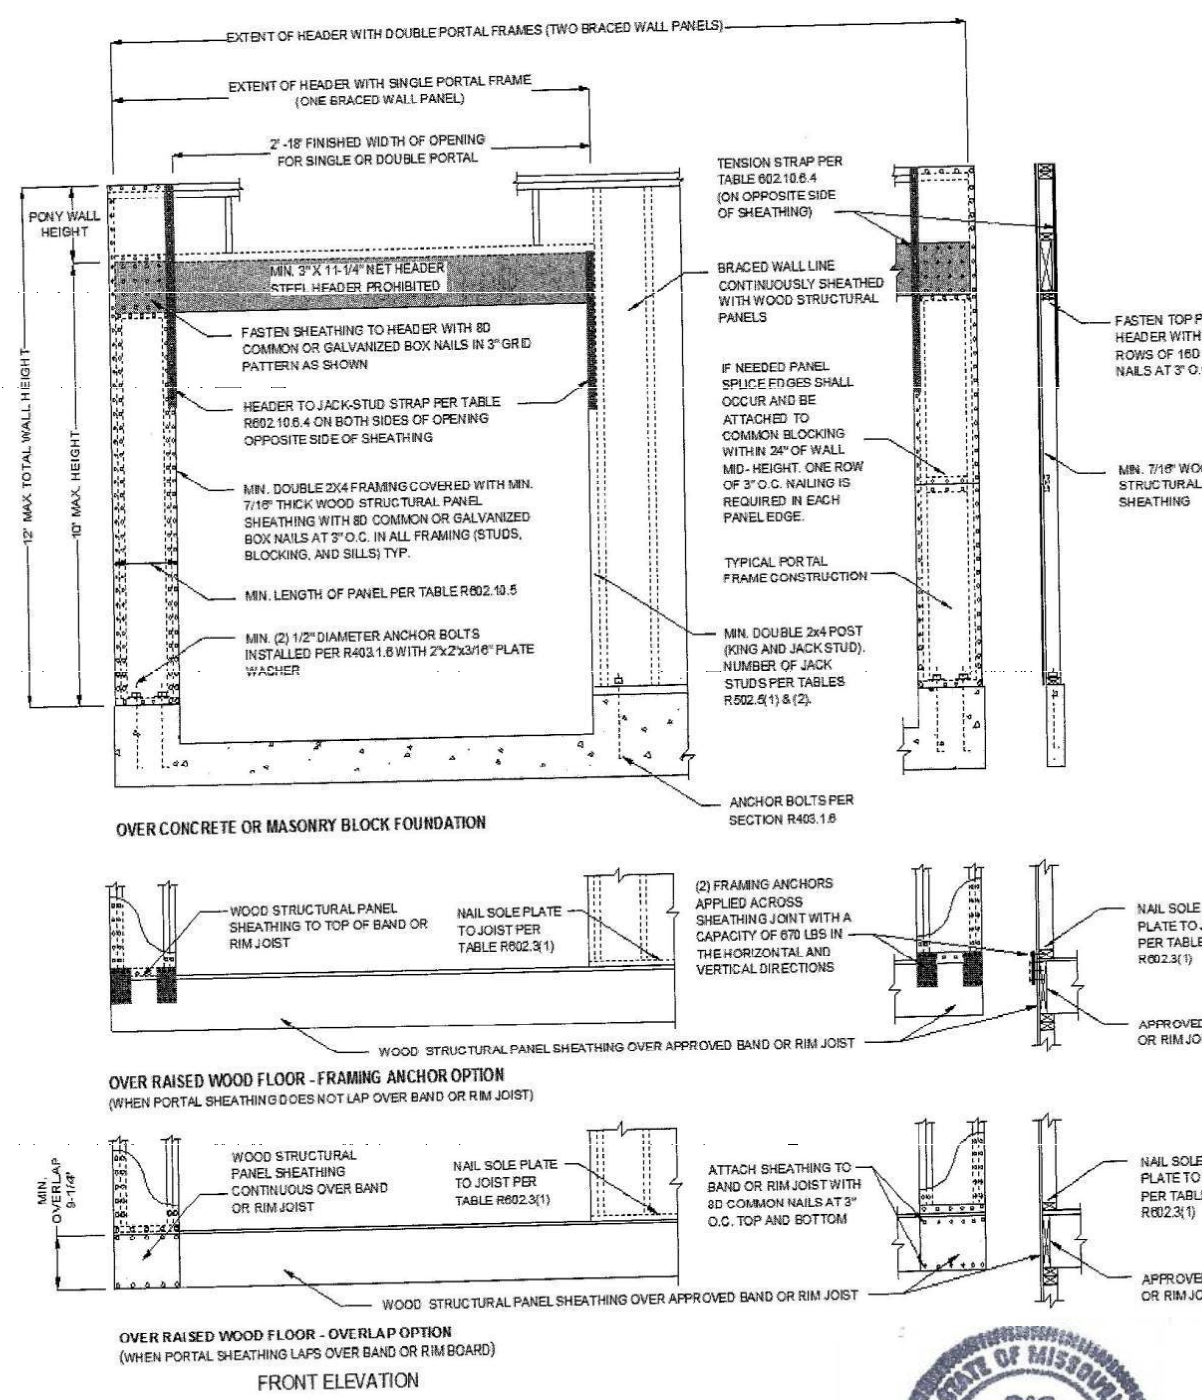 EXTENT OF HEADER WITH DOUBLE PORTAL FRAMES (TWO BRACED WALL PANELS)
EXTENT OF HEADER WITH SINGLE PORTAL FRAME
(ONE BRACED WALL PANEL)
2' -18' FINISHED WIDTH OF OPENING
FOR SINGLE OR DOUBLE PORTAL
PONY WALL
HEIGHT
12' MAX TOTAL WALL HEIGHT
10' MAX. HEIGHT
MIN. 3" X 11-1/4" NET HEADER
STEEL HEADER PROHIBITED
FASTEN SHEATHING TO HEADER WITH 8D
COMMON OR GALVANIZED BOX NAILS IN 3" GRID
PATTERN AS SHOWN
HEADER TO JACK-STUD STRAP PER TABLE
R602.10.6.4 ON BOTH SIDES OF OPENING
OPPOSITE SIDE OF SHEATHING
MIN. DOUBLE 2X4 FRAMING COVERED WITH MIN.
7/16" THICK WOOD STRUCTURAL PANEL
SHEATHING WITH 8D COMMON OR GALVANIZED
BOX NAILS AT 3" O.C. IN ALL FRAMING (STUDS,
BLOCKING, AND SILLS) TYP.
MIN. LENGTH OF PANEL PER TABLE R602.10.5
MIN. (2) 1/2" DIAMETER ANCHOR BOLTS
INSTALLED PER R403.1.6 WITH 2"x2"x3/16" PLATE
WASHER
TENSION STRAP PER
TABLE 602.10.6.4
(ON OPPOSITE SIDE
OF SHEATHING)
BRACED WALL LINE
CONTINUOUSLY SHEATHED
WITH WOOD STRUCTURAL
PANELS
IF NEEDED PANEL
SPLICE EDGES SHALL
OCCUR AND BE
ATTACHED TO
COMMON BLOCKING
WITHIN 24" OF WALL
MID- HEIGHT. ONE ROW
OF 3" O.C. NAILING IS
REQUIRED IN EACH
PANEL EDGE.
TYPICAL PORTAL
FRAME CONSTRUCTION
MIN. DOUBLE 2x4 POST
(KING AND JACK STUD).
NUMBER OF JACK
STUDS PER TABLES
R502.5(1) & (2).
ANCHOR BOLTS PER
SECTION R403.1.6
FASTEN TOP P
HEADER WITH
ROWS OF 16D
NAILS AT 3" O.
MIN. 7/16" WO
STRUCTURAL
SHEATHING
OVER CONCRETE OR MASONRY BLOCK FOUNDATION
WOOD STRUCTURAL PANEL
SHEATHING TO TOP OF BAND OR
RIM JOIST
NAIL SOLE PLATE
TO JOIST PER
TABLE R602.3(1)
(2) FRAMING ANCHORS
APPLIED ACROSS
SHEATHING JOINT WITH A
CAPACITY OF 670 LBS IN
THE HORIZONTAL AND
VERTICAL DIRECTIONS
NAIL SOLE
PLATE TO J
PER TABLE
R602.3(1)
APPROVED
OR RIM JO
WOOD STRUCTURAL PANEL SHEATHING OVER APPROVED BAND OR RIM JOIST
OVER RAISED WOOD FLOOR - FRAMING ANCHOR OPTION
(WHEN PORTAL SHEATHING DOES NOT LAP OVER BAND OR RIM JOIST)
MIN.
OVERLAP
9-1/4"
WOOD STRUCTURAL
PANEL SHEATHING
CONTINUOUS OVER BAND
OR RIM JOIST
NAIL SOLE PLATE
TO JOIST PER
TABLE R602.3(1)
ATTACH SHEATHING TO
BAND OR RIM JOIST WITH
8D COMMON NAILS AT 3"
O.C. TOP AND BOTTOM
NAIL SOLE
PLATE TO
PER TABL
R602.3(1)
APPROVE
OR RIM JO
WOOD STRUCTURAL PANEL SHEATHING OVER APPROVED BAND OR RIM JOIST
OVER RAISED WOOD FLOOR - OVERLAP OPTION
(WHEN PORTAL SHEATHING LAPS OVER BAND OR RIM BOARD)
FRONT ELEVATION
STATE OF MISSOU